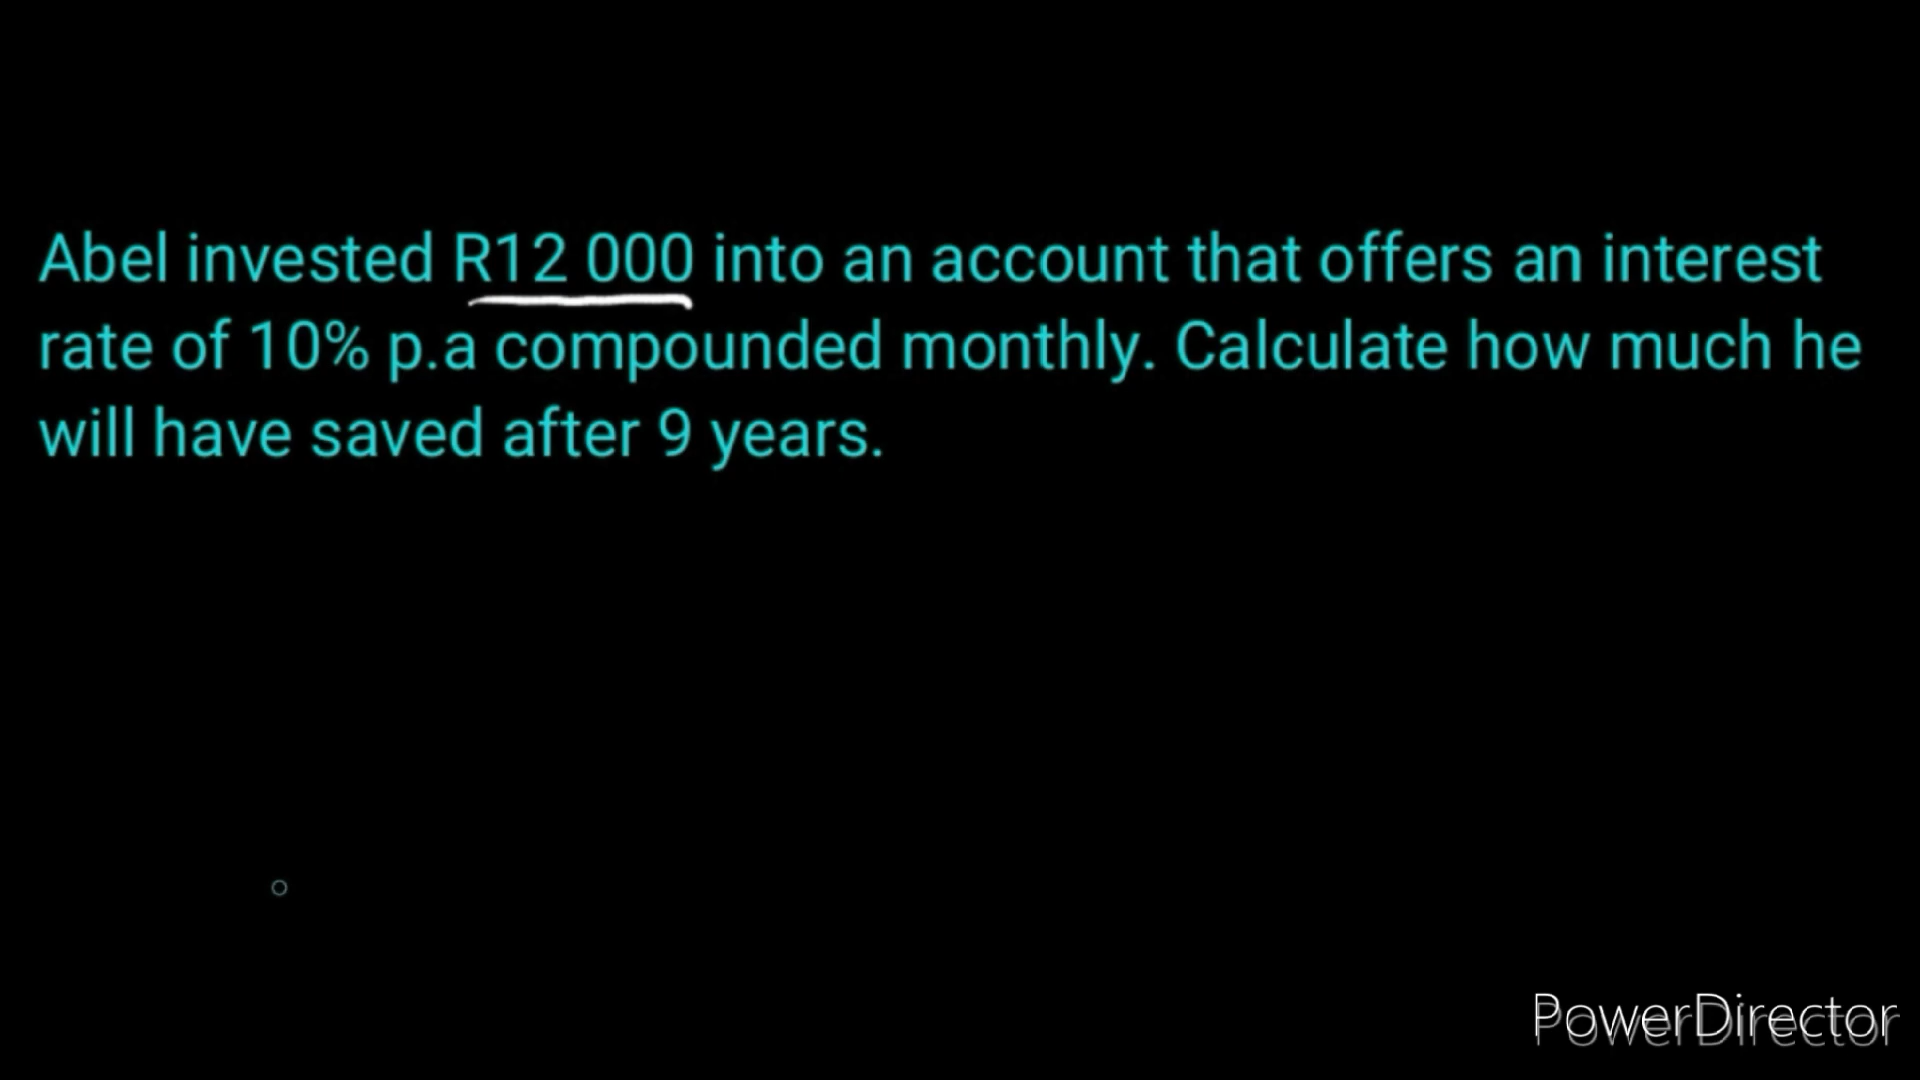 Abel invested R12 000 into an account that offers an interest
rate of 10% p.a compounded monthly. Calculate how much he
will have saved after 9 years.
PowerDirector